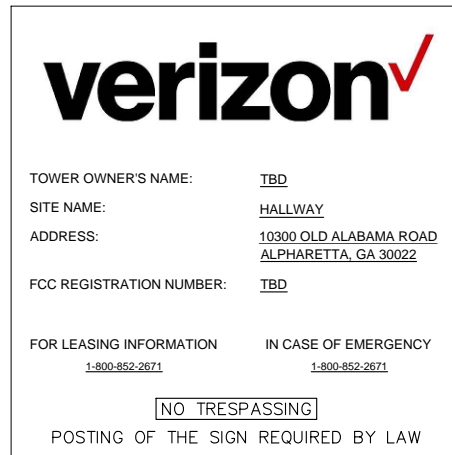 verizon
TOWER OWNER'S NAME: TBD
SITE NAME: HALLWAY
ADDRESS: 10300 OLD ALABAMA ROAD
ALPHARETTA, GA 30022
FCC REGISTRATION NUMBER: TBD
FOR LEASING INFORMATION IN CASE OF EMERGENCY
1-800-852-2671 1-800-852-2671
NO TRESPASSING
POSTING OF THE SIGN REQUIRED BY LAW